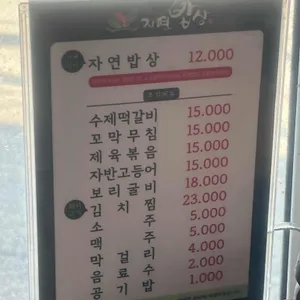 밥상
자연밥상 12.000
수제떡갈비 15.000
꼬막무침 15.000
제육볶음 15.000
자반고등어 15.000
보리굴비 18.000
김치찜 23.000
소주 5.000
맥주 5.000
막걸리 4.000
음료수 2.000
공기밥 1.000